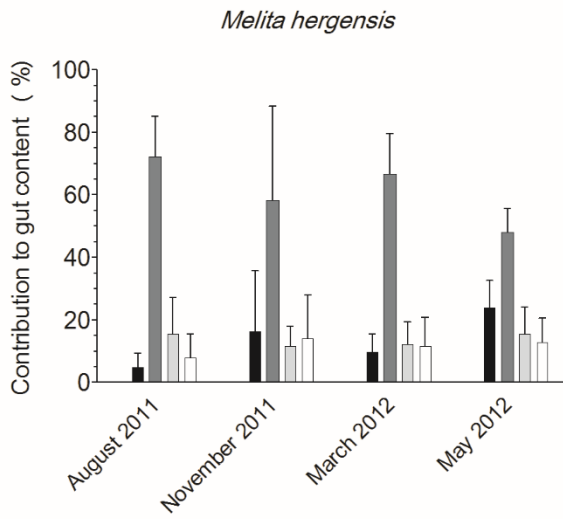 Melita hergensis
Contribution to gut content ( %)
100
80
60
40
20
0
August 2011
November 2011
March 2012
May 2012